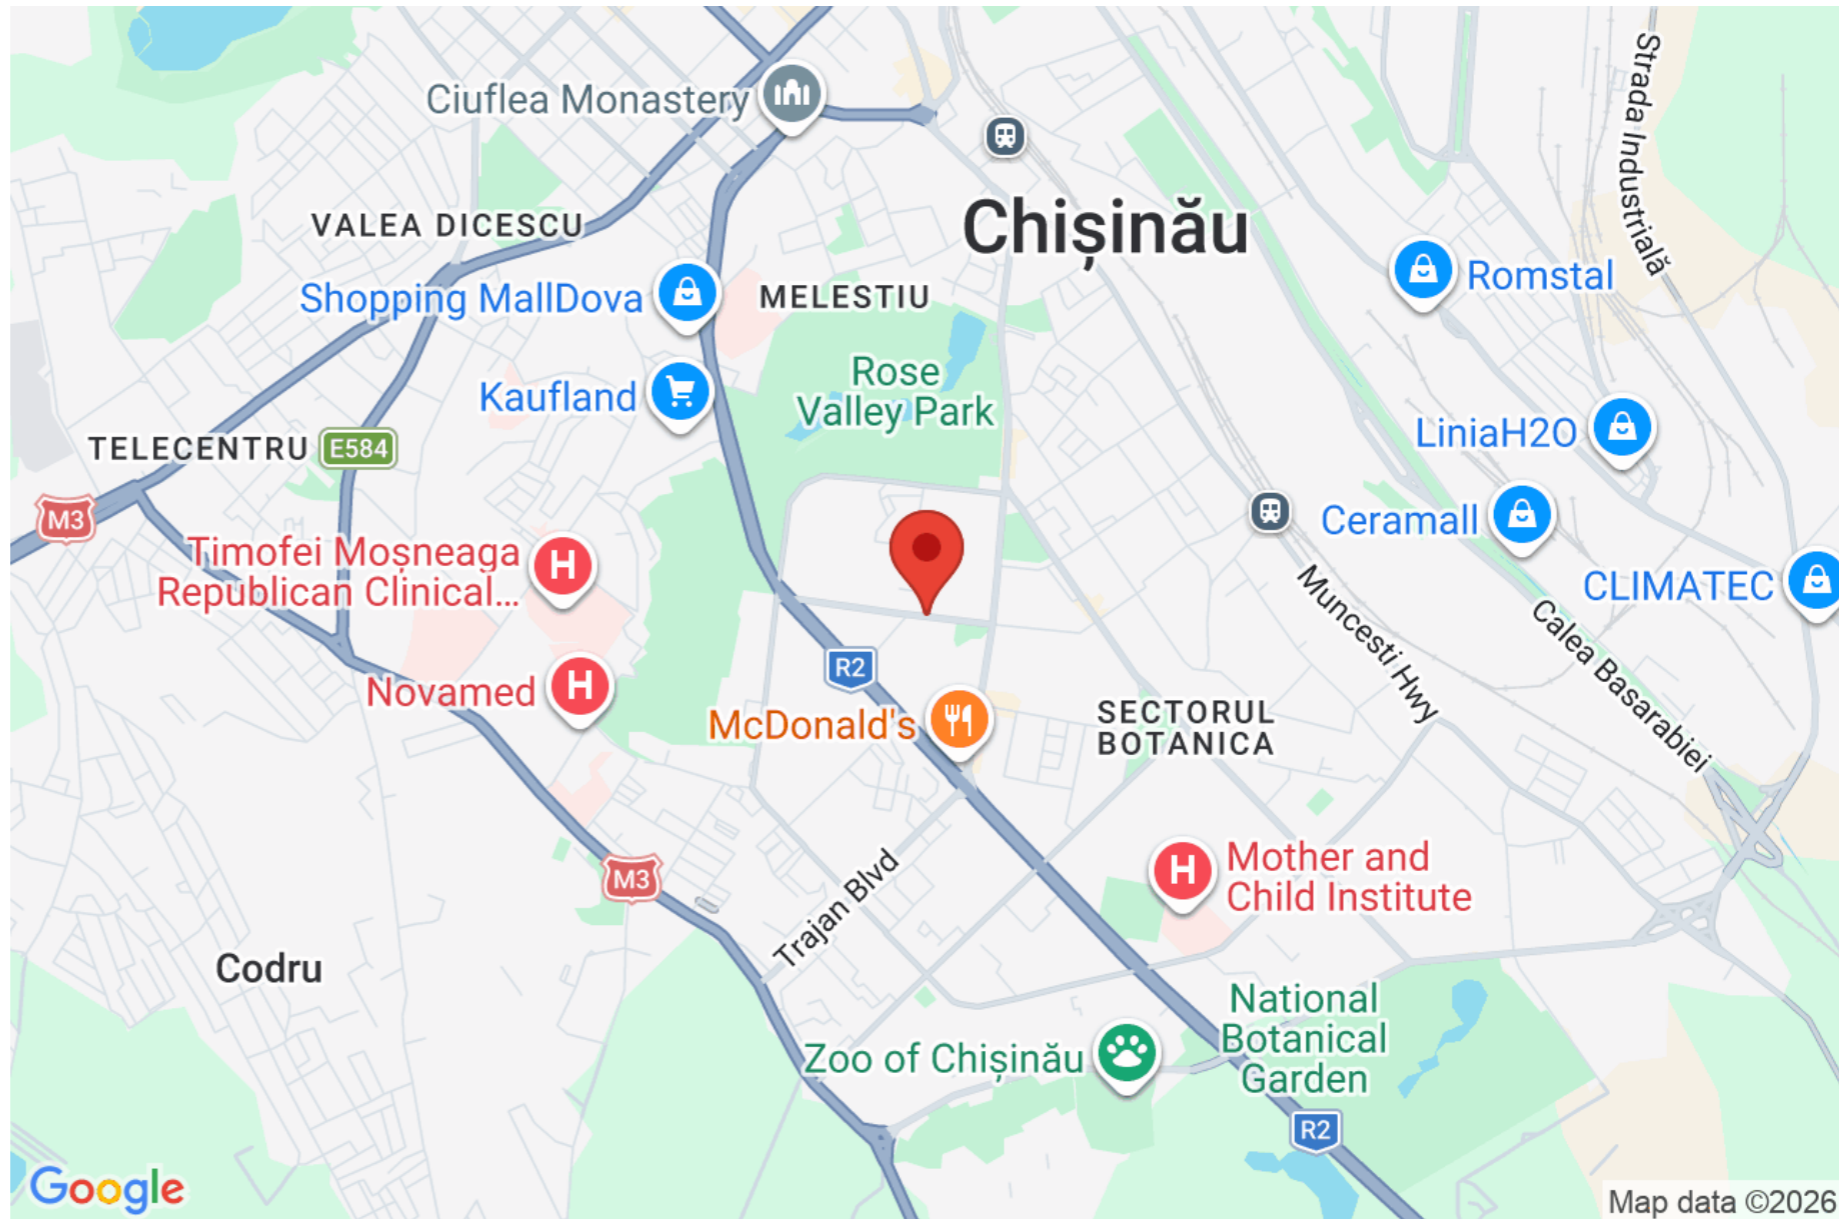 Ciuflea Monastery
Strada Industrială
Chișinău
VALEA DICESCU
Romstal
Shopping MallDova
MELESTIU
Rose
Valley Park
Kaufland
TELECENTRU
E584
LiniaH2O
M3
Ceramall
Timofei Moșneaga
Republican Clinical...
H
CLIMATEC
Muncesti Hwy
Calea Basarabiei
R2
Novamed
H
McDonald's
SECTORUL
BOTANICA
M3
Trajan Blvd
H
Mother and
Child Institute
Codru
National
Botanical
Garden
Zoo of Chișinău
R2
Google
Map data ©2026